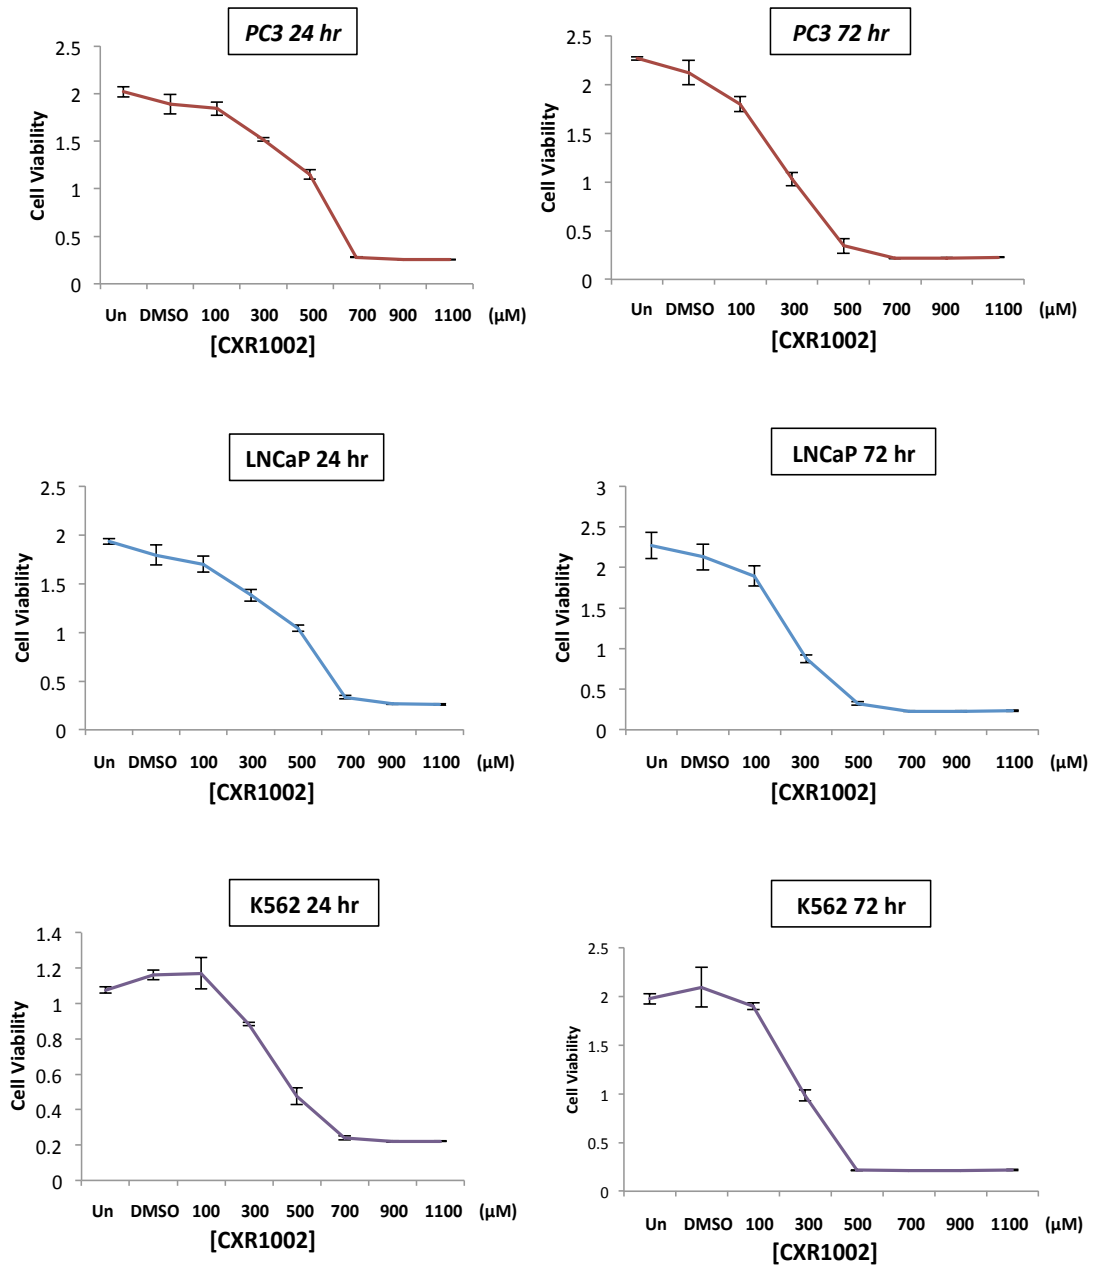 PC3 24 hr
2.5
2
1.5
1
0.5
0
Cell Viability
Un DMSO 100 300 500 700 900 1100 (µM)
[CXR1002]
PC3 72 hr
2.5
2
1.5
1
0.5
0
Cell Viability
Un DMSO 100 300 500 700 900 1100 (µM)
[CXR1002]
LNCaP 24 hr
2.5
2
1.5
1
0.5
0
Cell Viability
Un DMSO 100 300 500 700 900 1100 (µM)
[CXR1002]
LNCaP 72 hr
3
2.5
2
1.5
1
0.5
0
Cell Viability
Un DMSO 100 300 500 700 900 1100 (µM)
[CXR1002]
K562 24 hr
1.4
1.2
1
0.8
0.6
0.4
0.2
0
Cell Viability
Un DMSO 100 300 500 700 900 1100 (µM)
[CXR1002]
K562 72 hr
2.5
2
1.5
1
0.5
0
Cell Viability
Un DMSO 100 300 500 700 900 1100 (µM)
[CXR1002]